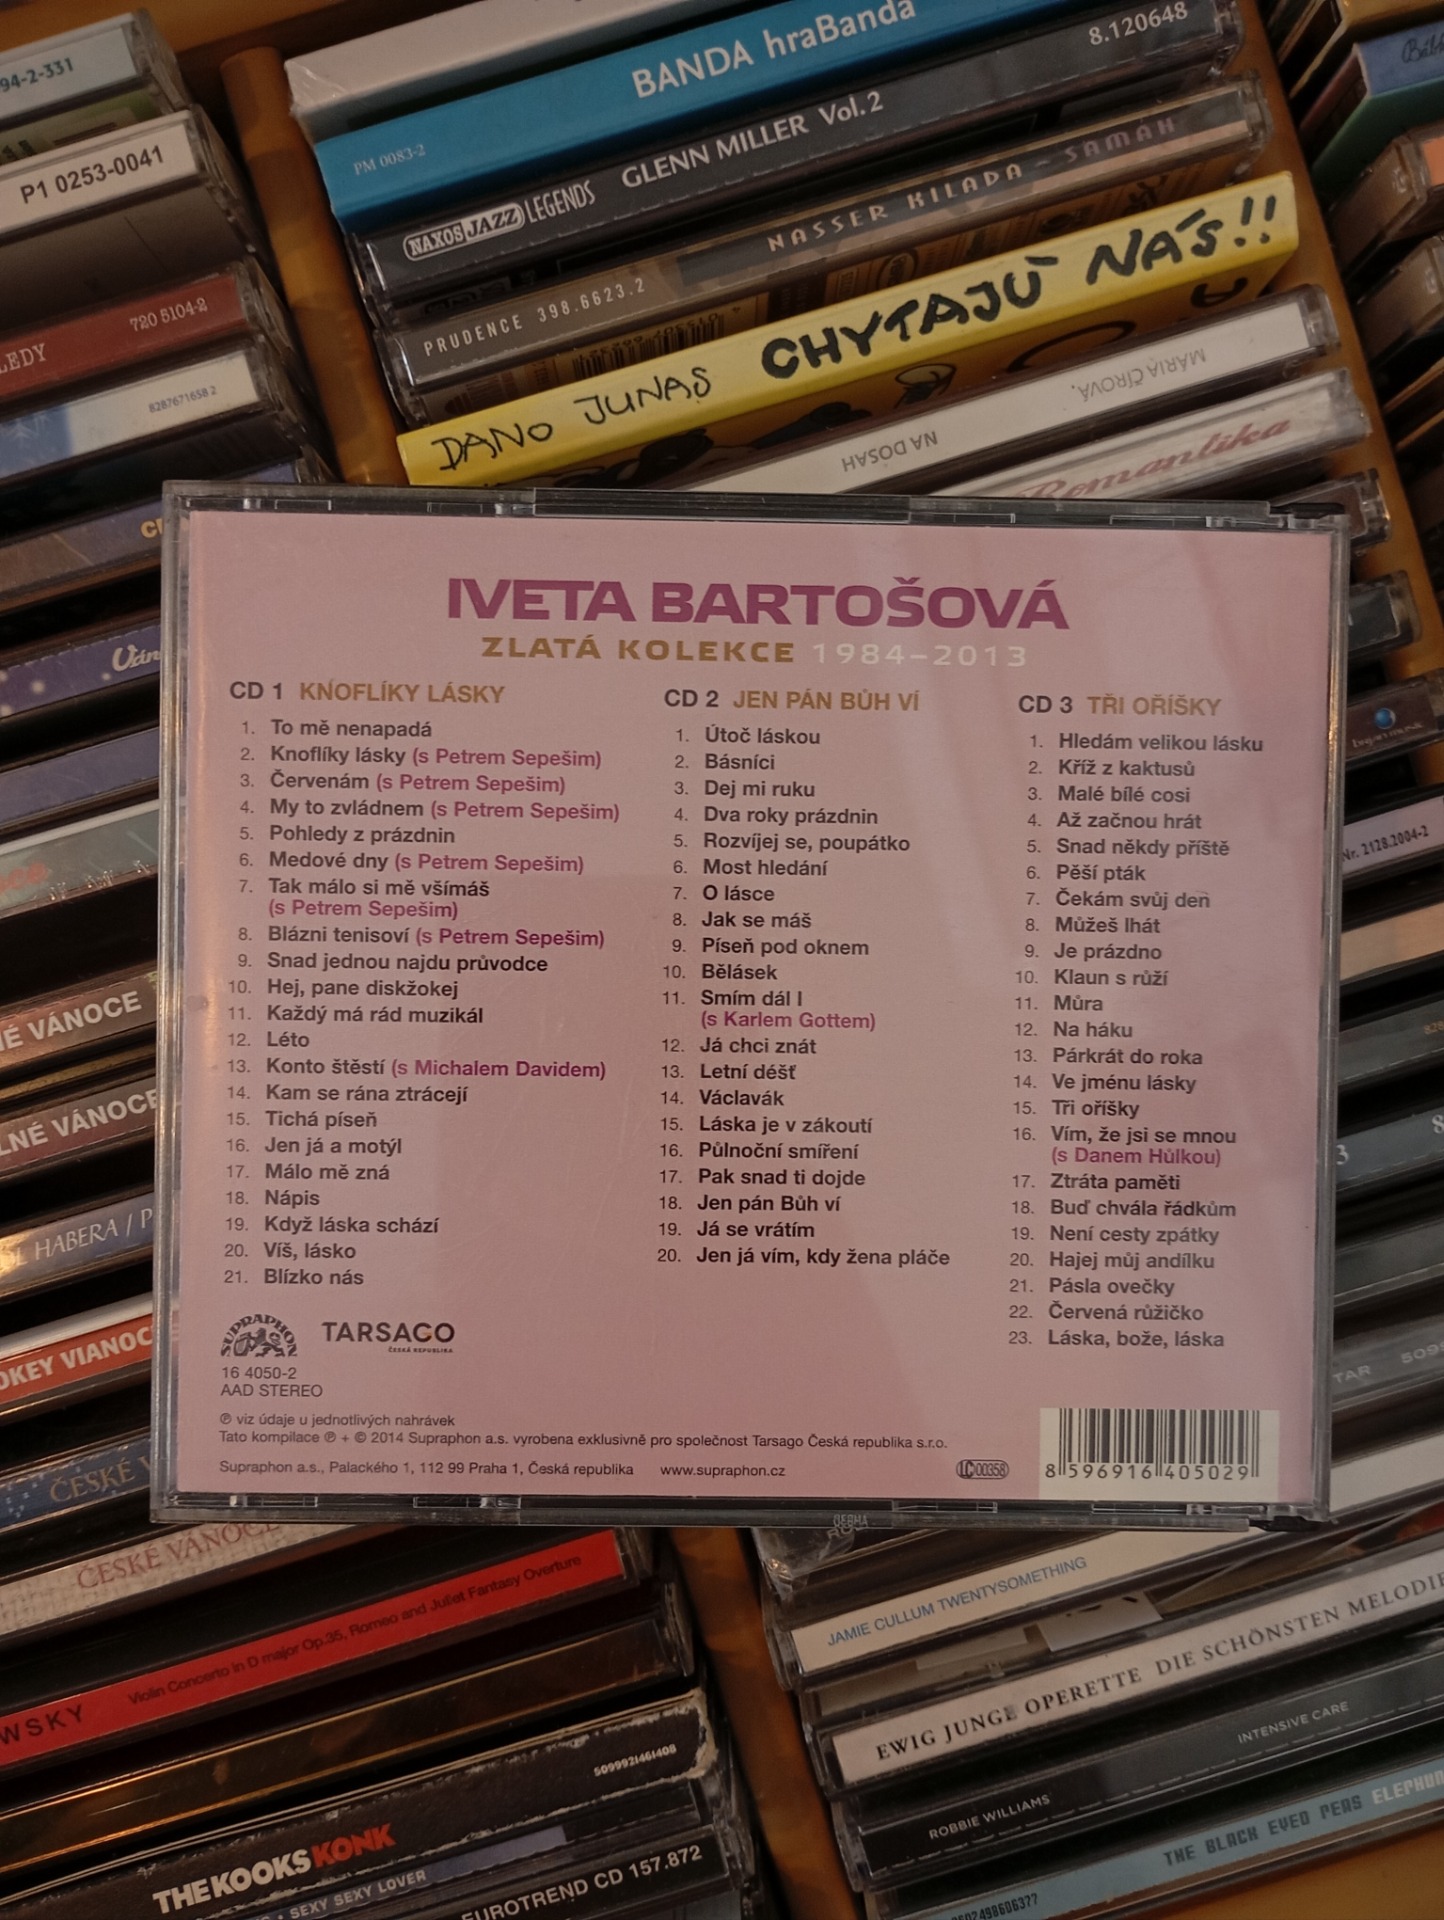 94-2-331
P1 0253-0041
720 5104-2
LEDY
82876716582
BANDA hraBanda
PM 0083-2
8.120648
NAXOS JAZZ LEGENDS GLENN MILLER Vol.2
NASSER KILADA - SAMAH
PRUDENCE 398.6623.2
DANO JUNAS CHYTAJÚ NÁS!!
MÁRIA ČÍROVÁ,
NA DOSAH
Romantika
IVETA BARTOŠOVÁ
ZLATÁ KOLEKCE 1984–2013
CD 1 KNOFLÍKY LÁSKY
1. To mě nenapadá
2. Knoflíky lásky (s Petrem Sepešim)
3. Červenám (s Petrem Sepešim)
4. My to zvládnem (s Petrem Sepešim)
5. Pohledy z prázdnin
6. Medové dny (s Petrem Sepešim)
7. Tak málo si mě všímáš
(s Petrem Sepešim)
8. Blázni tenisoví (s Petrem Sepešim)
9. Snad jednou najdu průvodce
10. Hej, pane diskžokej
11. Každý má rád muzikál
12. Léto
13. Konto štěstí (s Michalem Davidem)
14. Kam se rána ztrácejí
15. Tichá píseň
16. Jen já a motýl
17. Málo mě zná
18. Nápis
19. Když láska schází
20. Víš, lásko
21. Blízko nás
CD 2 JEN PÁN BŮH VÍ
1. Útoč láskou
2. Básníci
3. Dej mi ruku
4. Dva roky prázdnin
5. Rozvíjej se, poupátko
6. Most hledání
7. O lásce
8. Jak se máš
9. Píseň pod oknem
10. Bělásek
11. Smím dál I
(s Karlem Gottem)
12. Já chci znát
13. Letní déšť
14. Václavák
15. Láska je v zákoutí
16. Půlnoční smíření
17. Pak snad ti dojde
18. Jen pán Bůh ví
19. Já se vrátím
20. Jen já vím, kdy žena pláče
CD 3 TŘI OŘÍŠKY
1. Hledám velikou lásku
2. Kříž z kaktusů
3. Malé bílé cosi
4. Až začnou hrát
5. Snad někdy příště
6. Pěší pták
7. Čekám svůj den
8. Můžeš lhát
9. Je prázdno
10. Klaun s růží
11. Můra
12. Na háku
13. Párkrát do roka
14. Ve jménu lásky
15. Tři oříšky
16. Vím, že jsi se mnou
(s Danem Hůlkou)
17. Ztráta paměti
18. Buď chvála řádkům
19. Není cesty zpátky
20. Hajej můj andílku
21. Pásla ovečky
22. Červená růžičko
23. Láska, bože, láska
SUPRAPHON
TARSAGO
ČESKÁ REPUBLIKA
16 4050-2
AAD STEREO
℗ viz údaje u jednotlivých nahrávek
Tato kompilace ℗ + © 2014 Supraphon a.s. vyrobena exklusivně pro společnost Tarsago Česká republika s.r.o.
Supraphon a.s., Palackého 1, 112 99 Praha 1, Česká republika www.supraphon.cz
LC 00358
8 596916 405029
Nr. 2128.2004-2
É VÁNOCE
LNÉ VÁNOCE
HABERA / P
OKEY VIANOC
ČESKÉ V
ČESKÉ VÁNOCE
Violin Concerto in D major Op.35, Romeo and Juliet Fantasy Overture
WSKY
5099921461408
THE KOOKS KONK
SEXY SEXY LOVER
EUROTREND CD 157.872
JAMIE CULLUM TWENTYSOMETHING
EWIG JUNGE OPERETTE DIE SCHÖNSTEN MELODIE
ROBBIE WILLIAMS INTENSIVE CARE
THE BLACK EYED PEAS ELEPHUN
602498606377